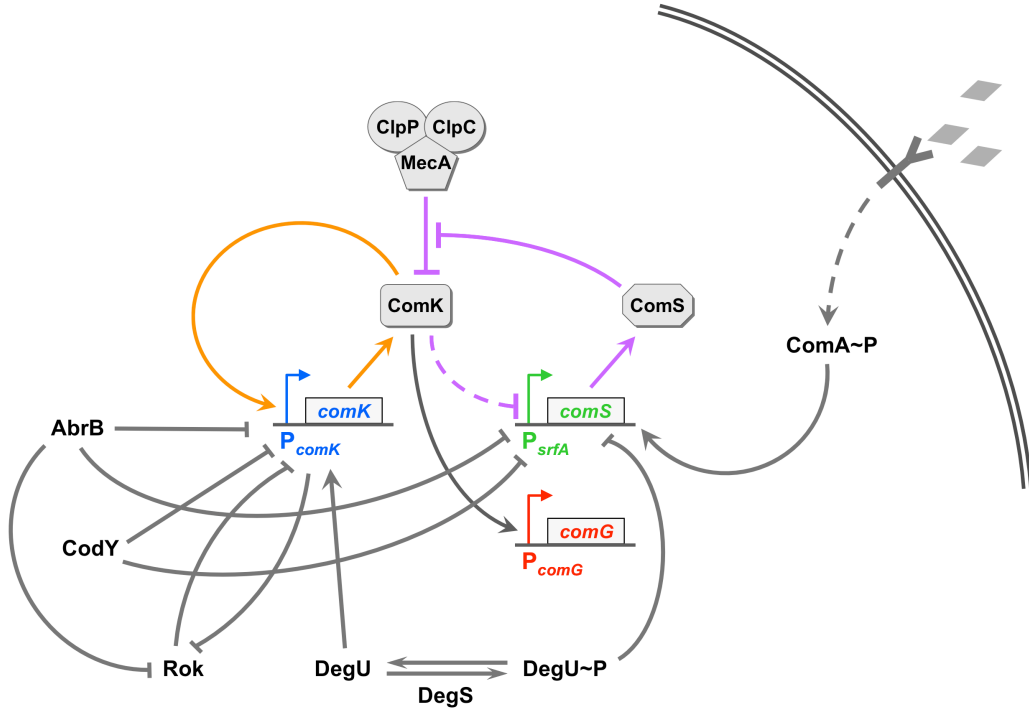 ClpP ClpC
MecA
ComK
ComS
ComA~P
comK
comS
AbrB
PcomK
PsrfA
comG
CodY
PcomG
Rok
DegU
DegU~P
DegS